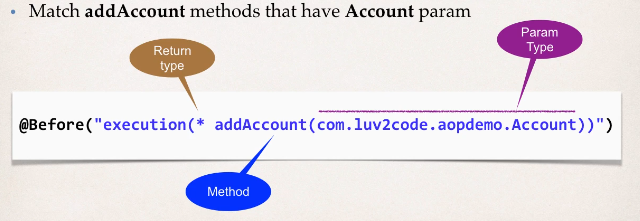 • Match addAccount methods that have Account param
Return
type
Param
Type
@Before("execution(* addAccount(com.luv2code.aopdemo.Account))")
Method